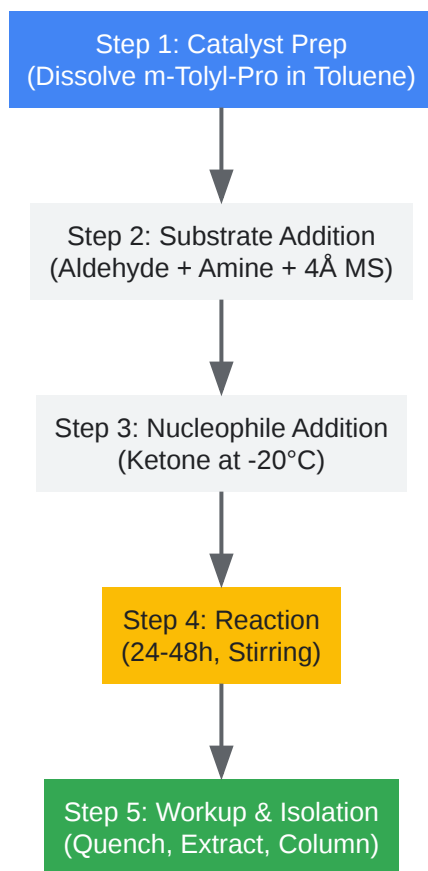 Step 1: Catalyst Prep
(Dissolve m-Tolyl-Pro in Toluene)
Step 2: Substrate Addition
(Aldehyde + Amine + 4Å MS)
Step 3: Nucleophile Addition
(Ketone at -20°C)
Step 4: Reaction
(24-48h, Stirring)
Step 5: Workup & Isolation
(Quench, Extract, Column)